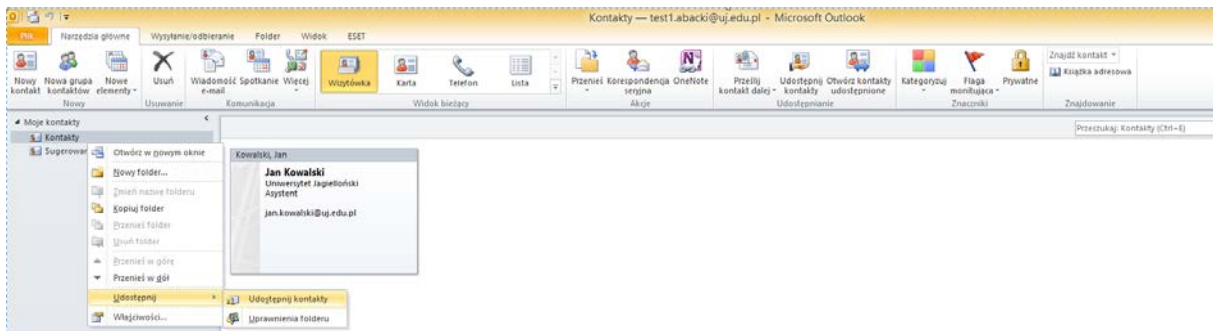 Kontakty — test1.abacki@uj.edu.pl - Microsoft Outlook
Plik Narzędzia główne Wysyłanie/odbieranie Folder Widok ESET
Nowy kontakt
Nowa grupa kontaktów
Nowe elementy
Nowy
Usuń
Usuwanie
Wiadomość e-mail
Spotkanie
Więcej
Komunikacja
Wizytówka
Karta
Telefon
Lista
Widok bieżący
Przenieś
Korespondencja seryjna
OneNote
Akcje
Prześlij kontakt dalej
Udostępnij kontakty
Otwórz kontakty udostępnione
Udostępnianie
Kategoryzuj
Flaga monitująca
Prywatne
Znaczniki
Znajdź kontakt
Książka adresowa
Znajdowanie
Moje kontakty
Kontakty
Sugerowan
Przeszukaj: Kontakty (Ctrl+E)
Otwórz w nowym oknie
Nowy folder...
Zmień nazwę folderu
Kopiuj folder
Przenieś folder
Usuń folder
Przenieś w górę
Przenieś w dół
Udostępnij
Właściwości...
Udostępnij kontakty
Uprawnienia folderu
Kowalski, Jan
Jan Kowalski
Uniwersytet Jagielloński
Asystent
jan.kowalski@uj.edu.pl